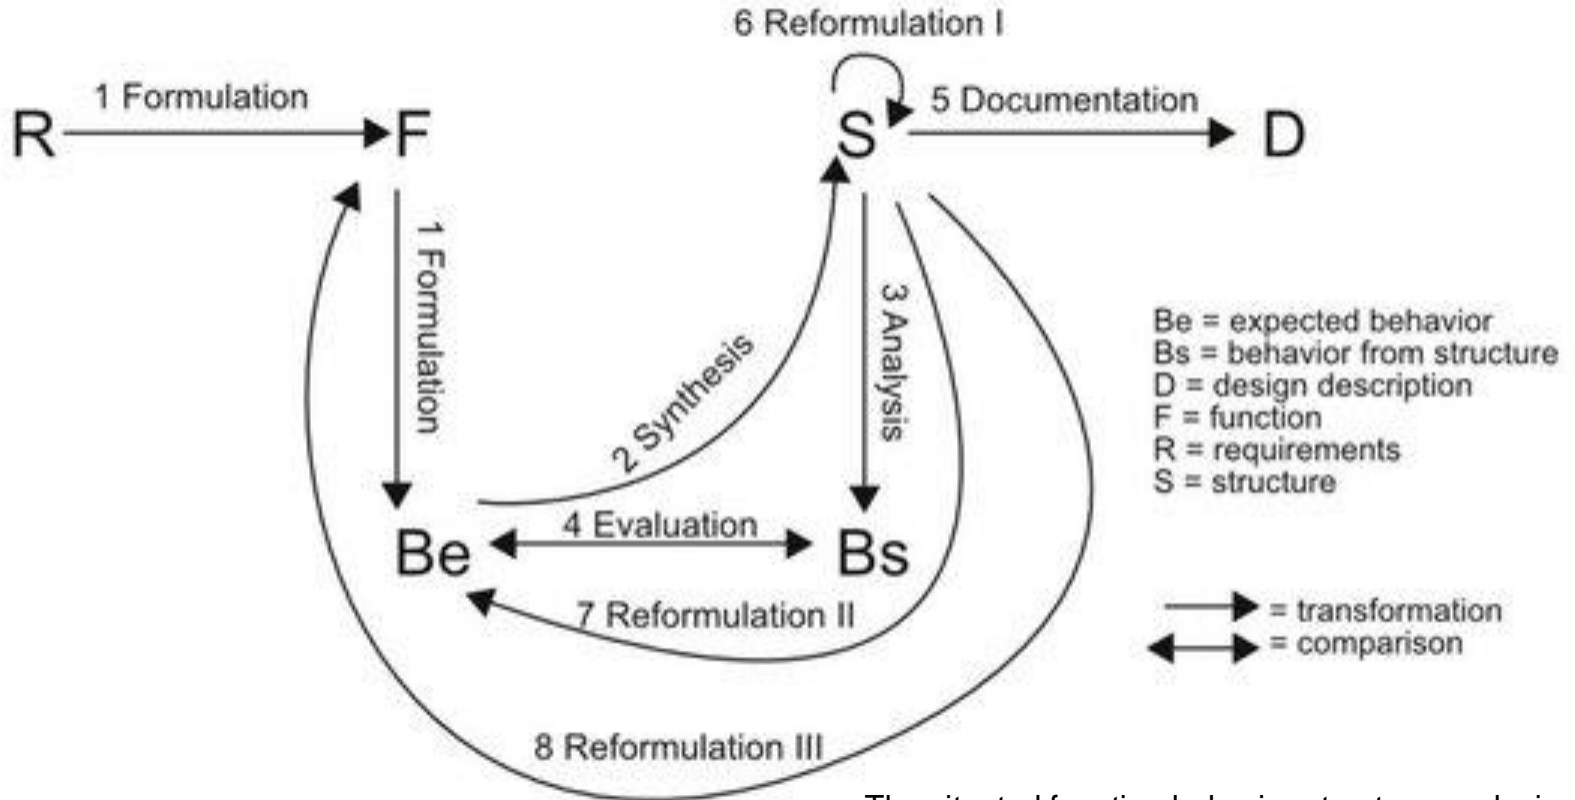 6 Reformulation I
1 Formulation
5 Documentation
R
F
S
D
1 Formulation
3 Analysis
2 Synthesis
Be = expected behavior
Bs = behavior from structure
D = design description
F = function
R = requirements
S = structure
4 Evaluation
Be
Bs
7 Reformulation II
= transformation
= comparison
8 Reformulation III